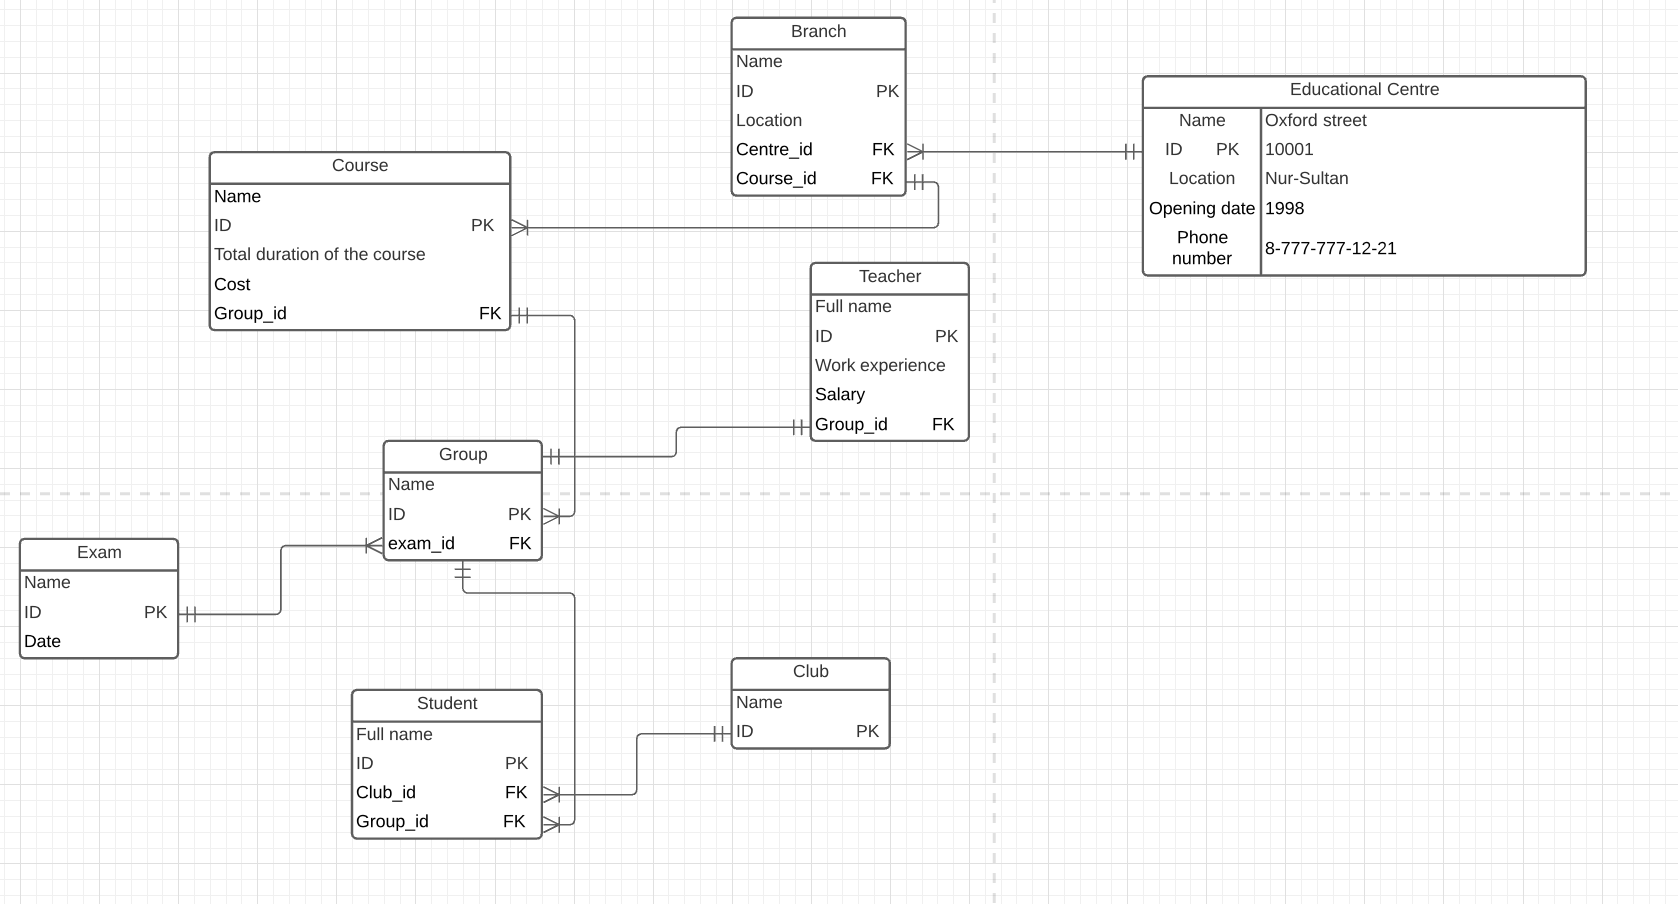 Branch
Name
ID PK
Location
Centre_id FK
Course_id FK
Educational Centre
Name Oxford street
ID PK 10001
Location Nur-Sultan
Opening date 1998
Phone
number
8-777-777-12-21
Course
Name
ID PK
Total duration of the course
Cost
Group_id FK
Teacher
Full name
ID PK
Work experience
Salary
Group_id FK
Group
Name
ID PK
exam_id FK
Exam
Name
ID PK
Date
Student
Full name
ID PK
Club_id FK
Group_id FK
Club
Name
ID PK